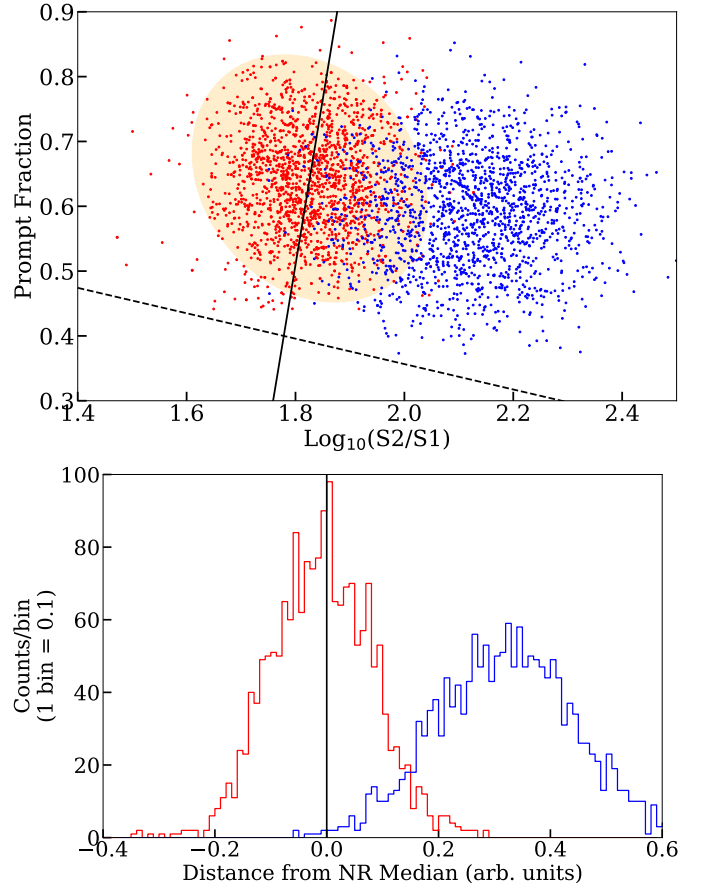 0.9
0.8
0.7
0.6
0.5
0.4
0.3
Prompt Fraction
1.4 1.6 1.8 2.0 2.2 2.4
Log₁₀(S2/S1)
100
80
60
40
20
0
Counts/bin
(1 bin = 0.1)
−0.4 −0.2 0.0 0.2 0.4 0.6
Distance from NR Median (arb. units)